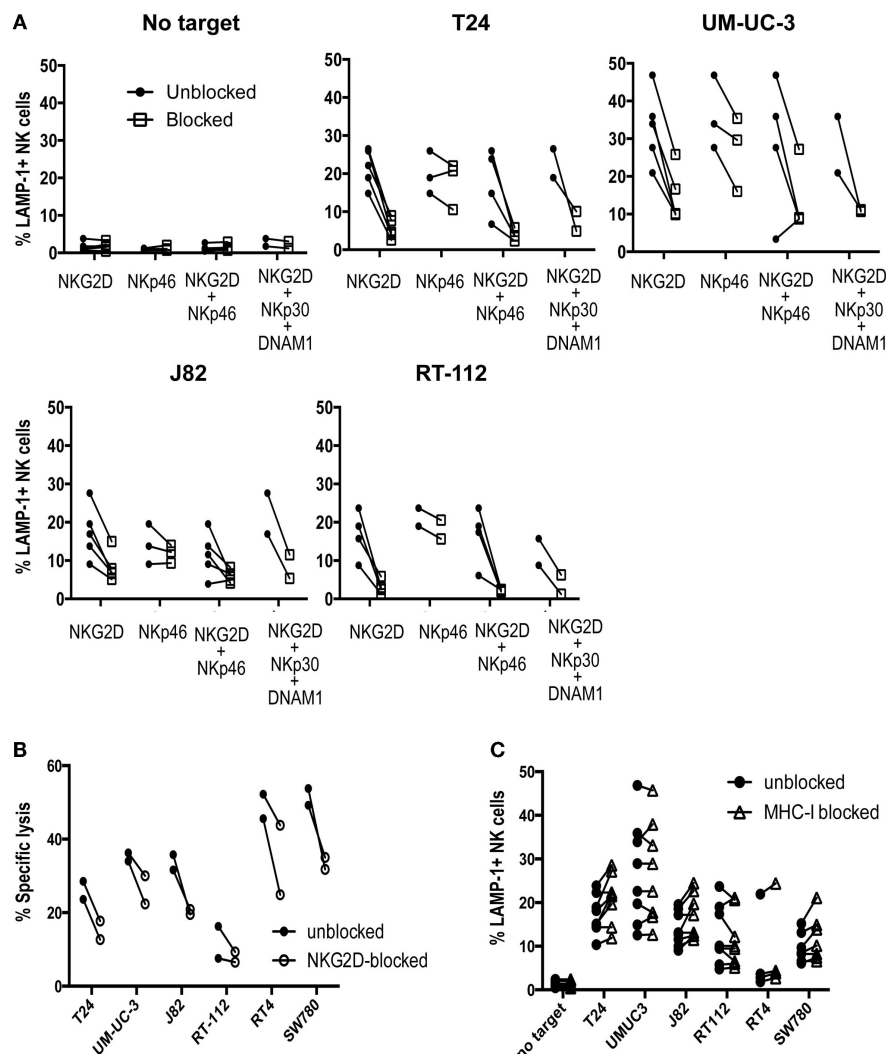 A
No target
T24
UM-UC-3
% LAMP-1+ NK cells
50
40
30
20
10
0
Unblocked
Blocked
NKG2D
NKp46
NKG2D
+
NKp46
NKG2D
+
NKp30
+
DNAM1
50
40
30
20
10
0
NKG2D
NKp46
NKG2D
+
NKp46
NKG2D
+
NKp30
+
DNAM1
50
40
30
20
10
0
NKG2D
NKp46
NKG2D
+
NKp46
NKG2D
+
NKp30
+
DNAM1
J82
RT-112
% LAMP-1+ NK cells
50
40
30
20
10
0
NKG2D
NKp46
NKG2D
+
NKp46
NKG2D
+
NKp30
+
DNAM1
50
40
30
20
10
0
NKG2D
NKp46
NKG2D
+
NKp46
NKG2D
+
NKp30
+
DNAM1
B
% Specific lysis
60
40
20
0
unblocked
NKG2D-blocked
T24
UM-UC-3
J82
RT-112
RT4
SW780
C
% LAMP-1+ NK cells
50
40
30
20
10
0
unblocked
MHC-I blocked
no target
T24
UMUC3
J82
RT112
RT4
SW780